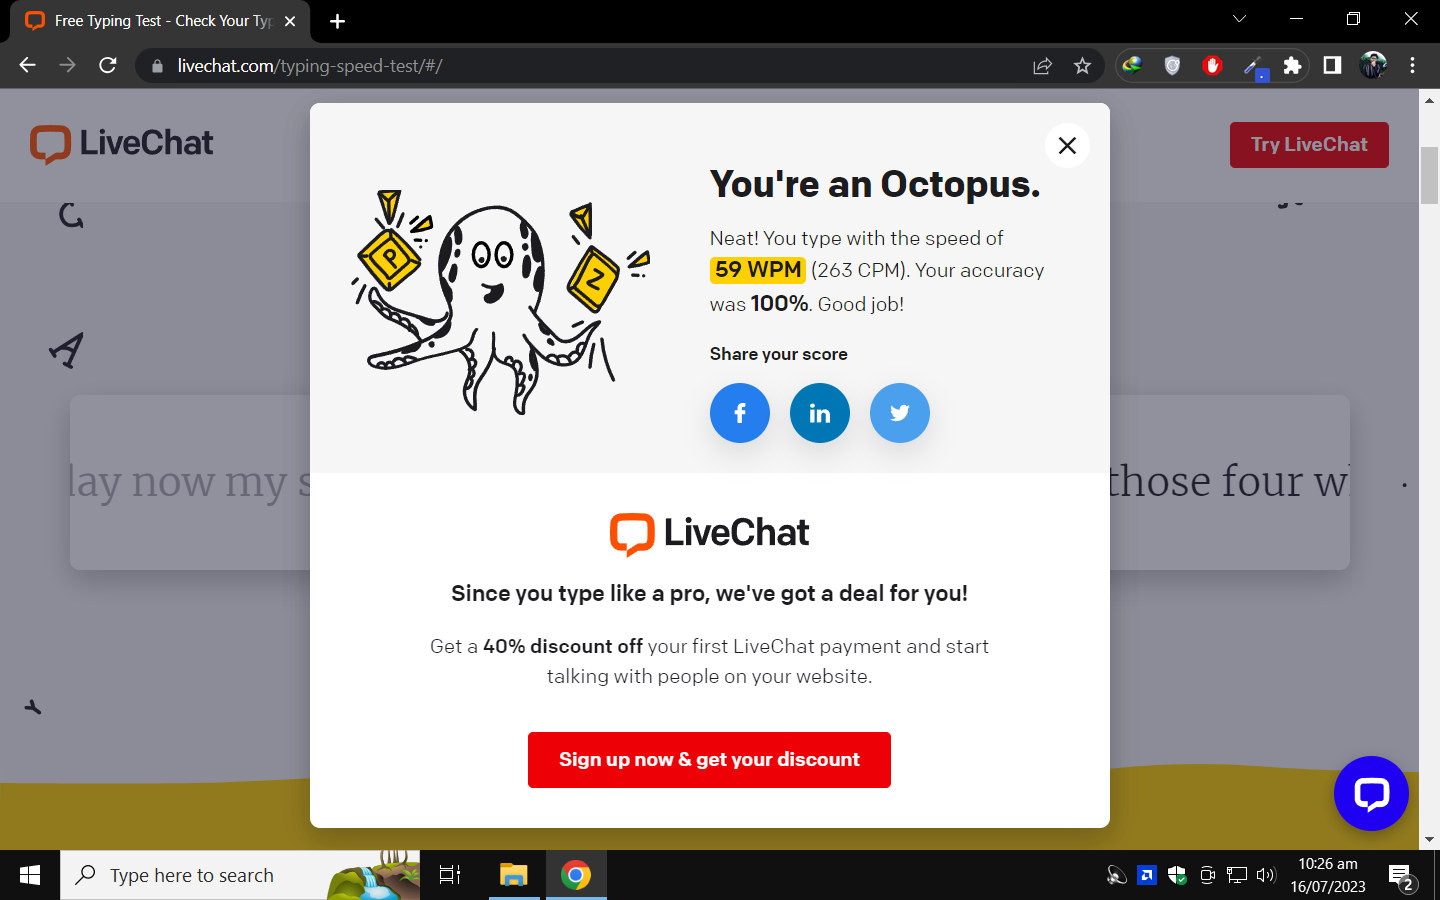 Free Typing Test - Check Your Typ
livechat.com/typing-speed-test/#/
LiveChat
Try LiveChat
You're an Octopus.
Neat! You type with the speed of
59 WPM (263 CPM). Your accuracy
was 100%. Good job!
P
Z
Share your score
f
in
A
lay now my s
those four w
LiveChat
Since you type like a pro, we've got a deal for you!
Get a 40% discount off your first LiveChat payment and start
talking with people on your website.
Sign up now & get your discount
Type here to search
10:26 am
16/07/2023
2